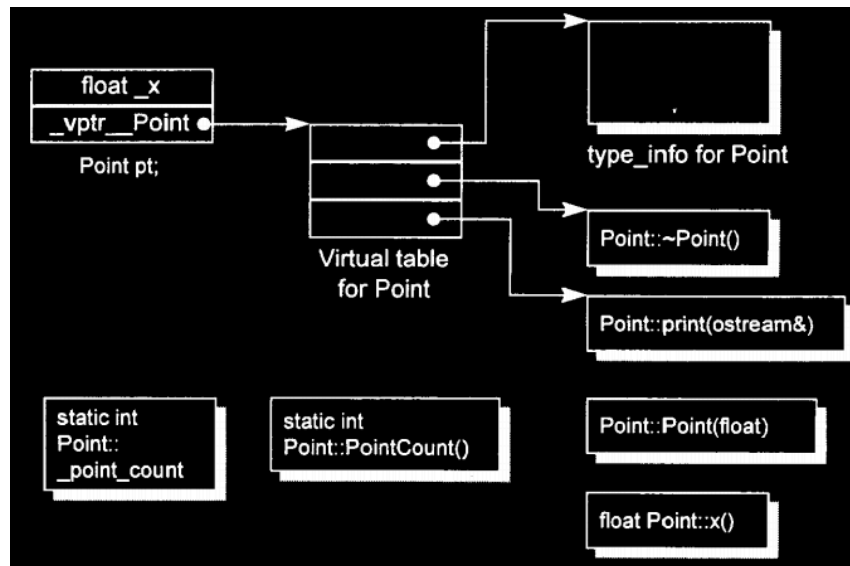 float _x
_vptr__Point
Point pt;
Virtual table
for Point
type_info for Point
Point::~Point()
Point::print(ostream&)
static int
Point::
_point_count
static int
Point::PointCount()
Point::Point(float)
float Point::x()